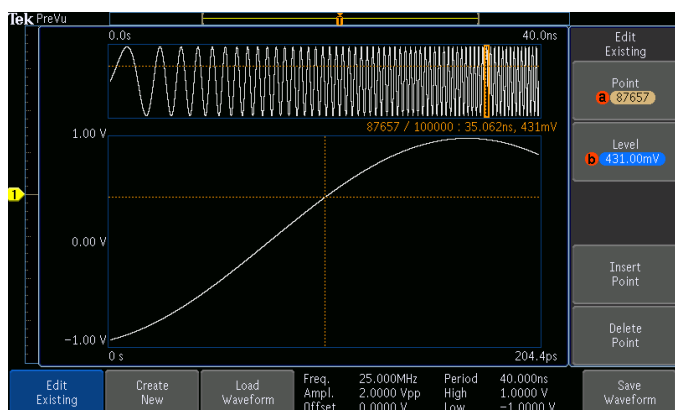 Tek PreVu
T
0.0s 40.0ns
87657 / 100000 : 35.062ns, 431mV
1.00 V
1
0.00 V
-1.00 V
0 s 204.4ps
Edit
Existing
Point
a 87657
Level
b 431.00mV
Insert
Point
Delete
Point
Edit
Existing
Create
New
Load
Waveform
Freq. 25.000MHz Period 40.000ns
Ampl. 2.0000 Vpp High 1.0000 V
Offset 0.0000 V Low -1.0000 V
Save
Waveform